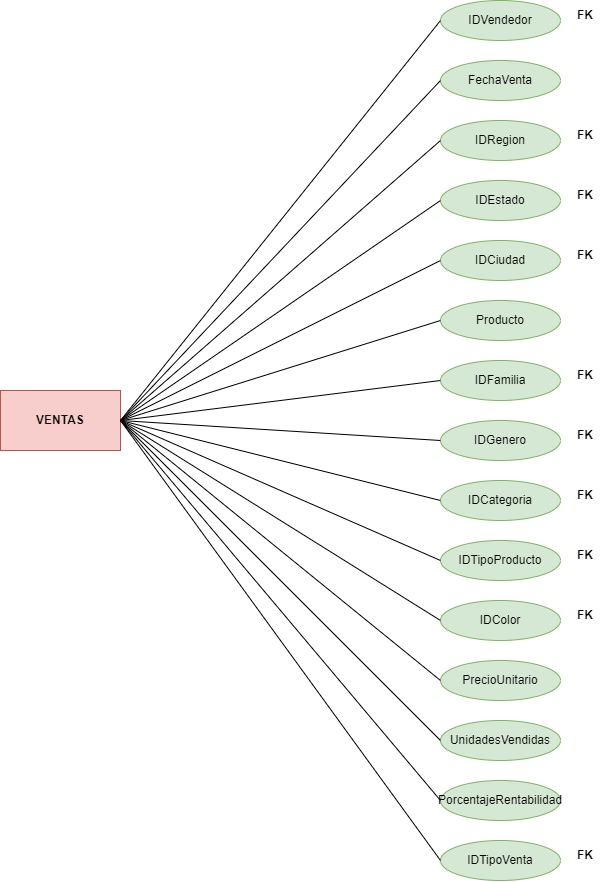 IDVendedor FK
FechaVenta
IDRegion FK
IDEstado FK
IDCiudad FK
Producto
IDFamilia FK
VENTAS
IDGenero FK
IDCategoria FK
IDTipoProducto FK
IDColor FK
PrecioUnitario
UnidadesVendidas
PorcentajeRentabilidad
IDTipoVenta FK